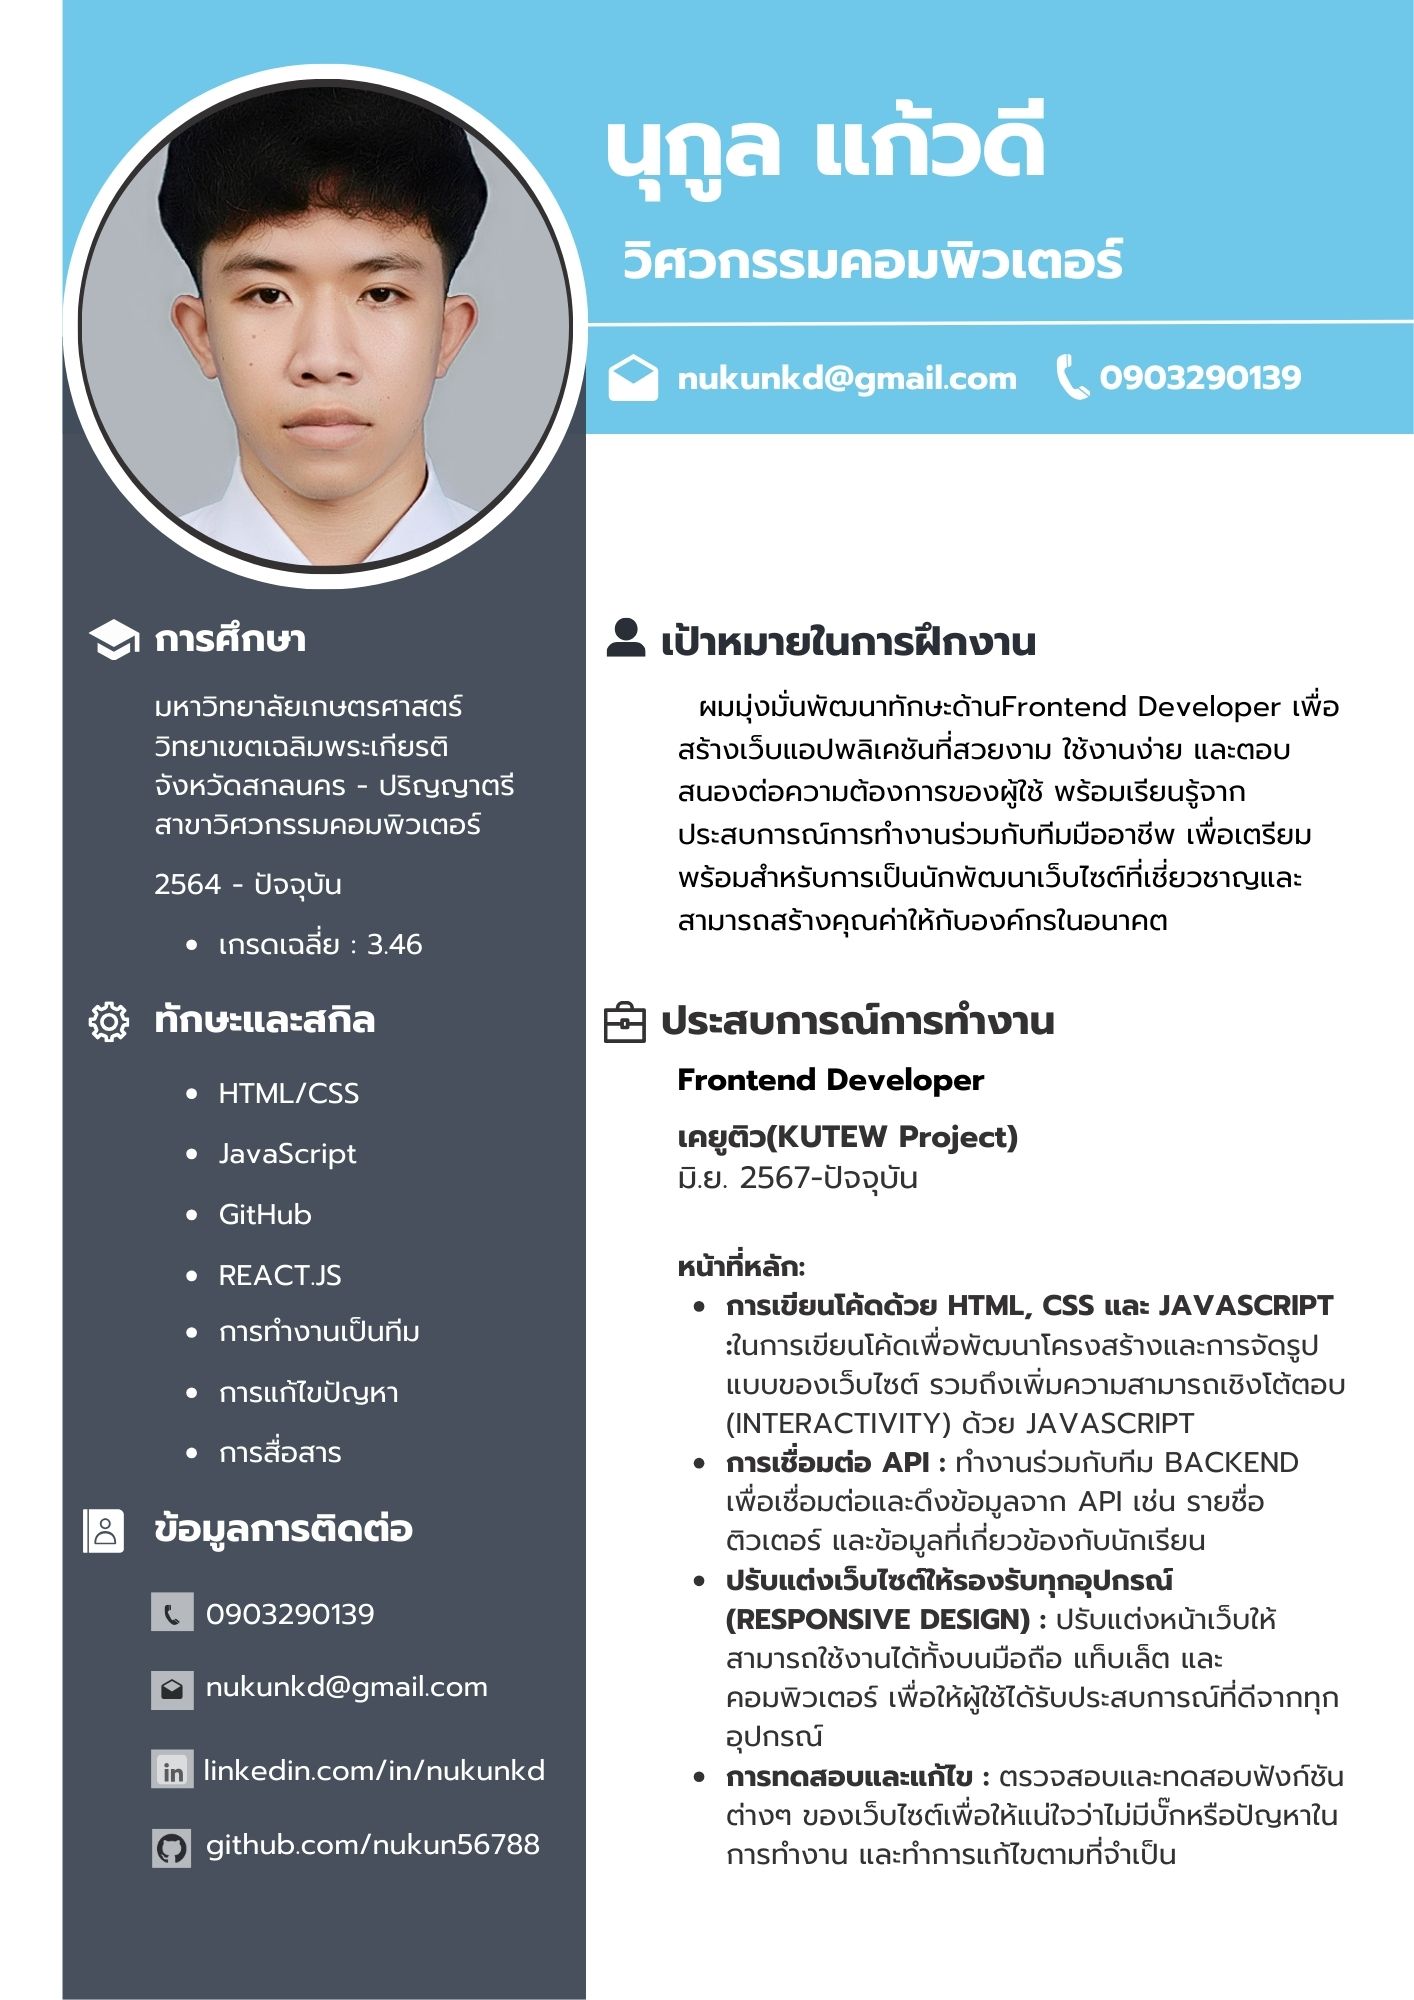 นุกูล แก้วดี
วิศวกรรมคอมพิวเตอร์
nukunkd@gmail.com
0903290139
การศึกษา
มหาวิทยาลัยเกษตรศาสตร์
วิทยาเขตเฉลิมพระเกียรติ
จังหวัดสกลนคร - ปริญญาตรี
สาขาวิศวกรรมคอมพิวเตอร์
2564 - ปัจจุบัน
• เกรดเฉลี่ย : 3.46
ทักษะและสกิล
• HTML/CSS
• JavaScript
• GitHub
• REACT.JS
• การทำงานเป็นทีม
• การแก้ไขปัญหา
• การสื่อสาร
ข้อมูลการติดต่อ
0903290139
nukunkd@gmail.com
linkedin.com/in/nukunkd
github.com/nukun56788
เป้าหมายในการฝึกงาน
ผมมุ่งมั่นพัฒนาทักษะด้านFrontend Developer เพื่อ
สร้างเว็บแอปพลิเคชันที่สวยงาม ใช้งานง่าย และตอบ
สนองต่อความต้องการของผู้ใช้ พร้อมเรียนรู้จาก
ประสบการณ์การทำงานร่วมกับทีมมืออาชีพ เพื่อเตรียม
พร้อมสำหรับการเป็นนักพัฒนาเว็บไซต์ที่เชี่ยวชาญและ
สามารถสร้างคุณค่าให้กับองค์กรในอนาคต
ประสบการณ์การทำงาน
Frontend Developer
เคยูติว(KUTEW Project)
มิ.ย. 2567-ปัจจุบัน
หน้าที่หลัก:
• การเขียนโค้ดด้วย HTML, CSS และ JAVASCRIPT
:ในการเขียนโค้ดเพื่อพัฒนาโครงสร้างและการจัดรูป
แบบของเว็บไซต์ รวมถึงเพิ่มความสามารถเชิงโต้ตอบ
(INTERACTIVITY) ด้วย JAVASCRIPT
• การเชื่อมต่อ API : ทำงานร่วมกับทีม BACKEND
เพื่อเชื่อมต่อและดึงข้อมูลจาก API เช่น รายชื่อ
ติวเตอร์ และข้อมูลที่เกี่ยวข้องกับนักเรียน
• ปรับแต่งเว็บไซต์ให้รองรับทุกอุปกรณ์
(RESPONSIVE DESIGN) : ปรับแต่งหน้าเว็บให้
สามารถใช้งานได้ทั้งบนมือถือ แท็บเล็ต และ
คอมพิวเตอร์ เพื่อให้ผู้ใช้ได้รับประสบการณ์ที่ดีจากทุก
อุปกรณ์
• การทดสอบและแก้ไข : ตรวจสอบและทดสอบฟังก์ชัน
ต่างๆ ของเว็บไซต์เพื่อให้แน่ใจว่าไม่มีบั๊กหรือปัญหาใน
การทำงาน และทำการแก้ไขตามที่จำเป็น